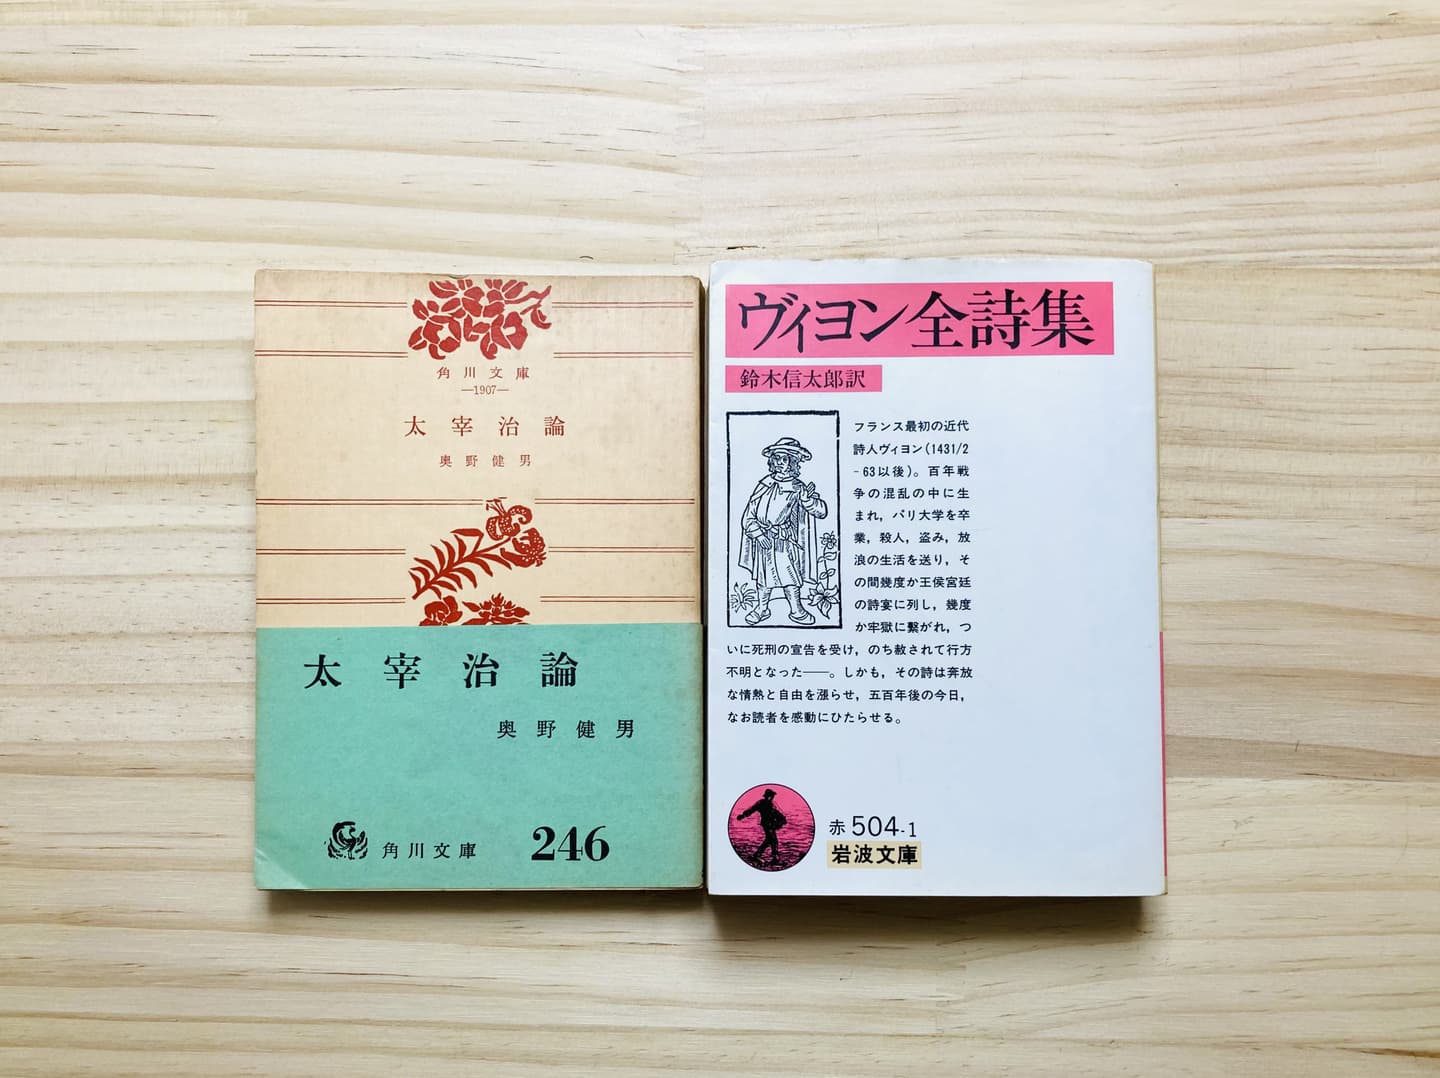 角川文庫
—1907—
太宰治論
奥野健男
太宰治論
奥野健男
角川文庫 246
ヴィヨン全詩集
鈴木信太郎訳
フランス最初の近代
詩人ヴィヨン(1431/2
-63以後)。百年戦
争の混乱の中に生
まれ，パリ大学を卒
業，殺人，盗み，放
浪の生活を送り，そ
の間幾度か王侯宮廷
の詩宴に列し，幾度
か牢獄に繫がれ，つ
いに死刑の宣告を受け，のち赦されて行方
不明となった——。しかも，その詩は奔放
な情熱と自由を漲らせ，五百年後の今日，
なお読者を感動にひたらせる。
赤 504-1
岩波文庫